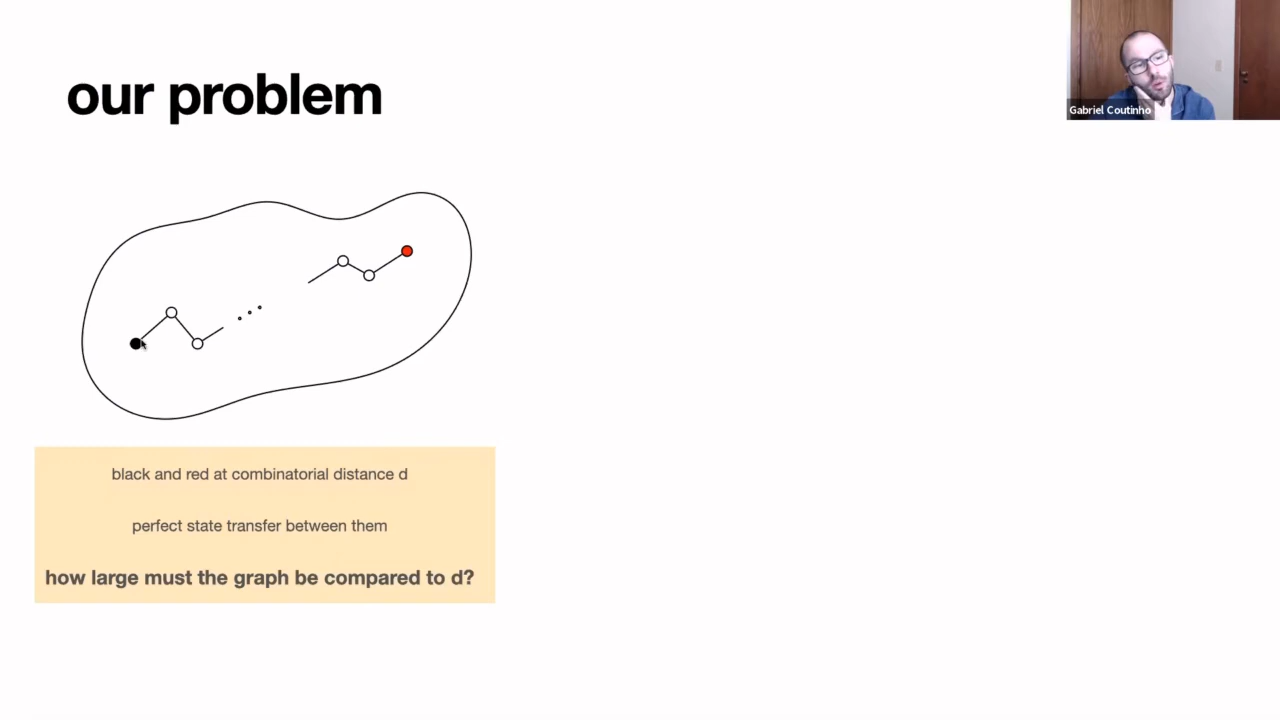 our problem
Gabriel Coutinho
black and red at combinatorial distance d
perfect state transfer between them
how large must the graph be compared to d?